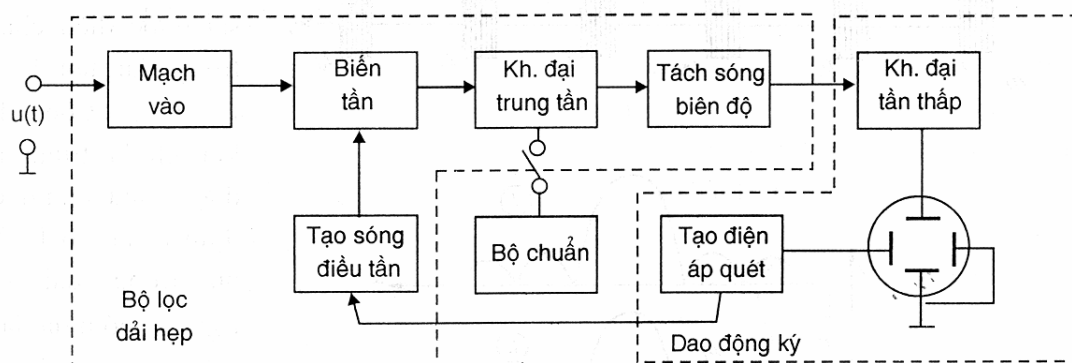 Mạch
vào
Biến
tần
Kh. đại
trung tần
Tách sóng
biên độ
Kh. đại
tần thấp
u(t)
Tạo sóng
điều tần
Bộ chuẩn
Tạo điện
áp quét
Bộ lọc
dải hẹp
Dao động ký